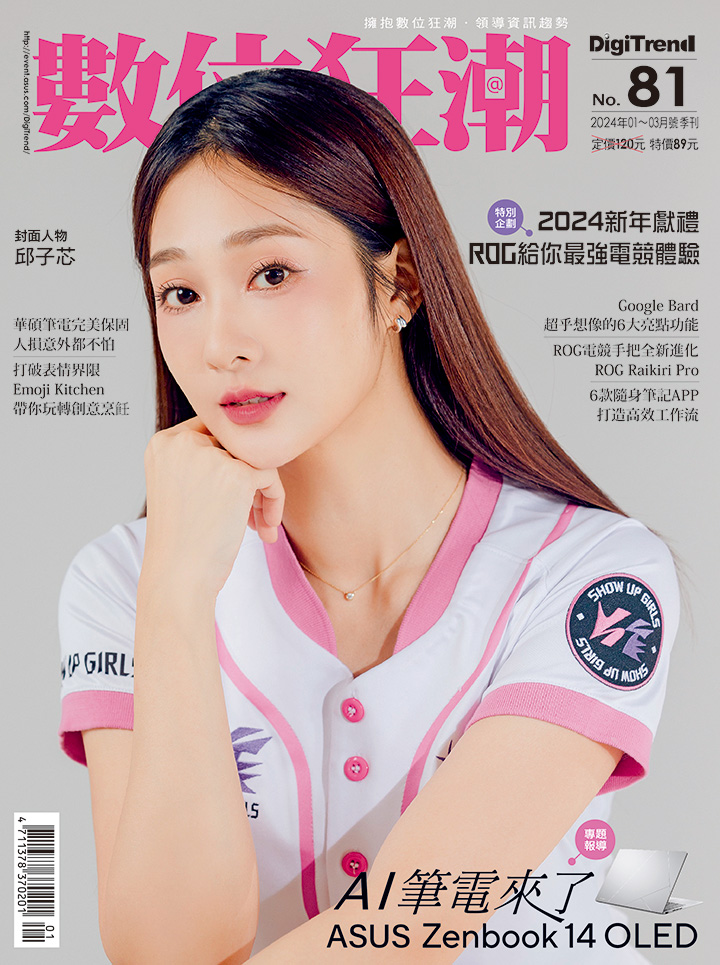 擁抱數位狂潮．領導資訊趨勢
http://event.asus.com/DigiTrend/
數位狂潮
@
DigiTrend
No. 81
2024年01～03月號 季刊
定價120元 特價89元
特別
企劃
2024新年獻禮
ROG給你最強電競體驗
封面人物
邱子芯
華碩筆電完美保固
人損意外都不怕
打破表情界限
Emoji Kitchen
帶你玩轉創意烹飪
Google Bard
超乎想像的6大亮點功能
ROG電競手把全新進化
ROG Raikiri Pro
6款隨身筆記APP
打造高效工作流
SHOW UP GIRLS
SHOW UP GIRLS
UP GIRLS
LS
專題
報導
AI筆電來了
ASUS Zenbook 14 OLED
4711378370201
01